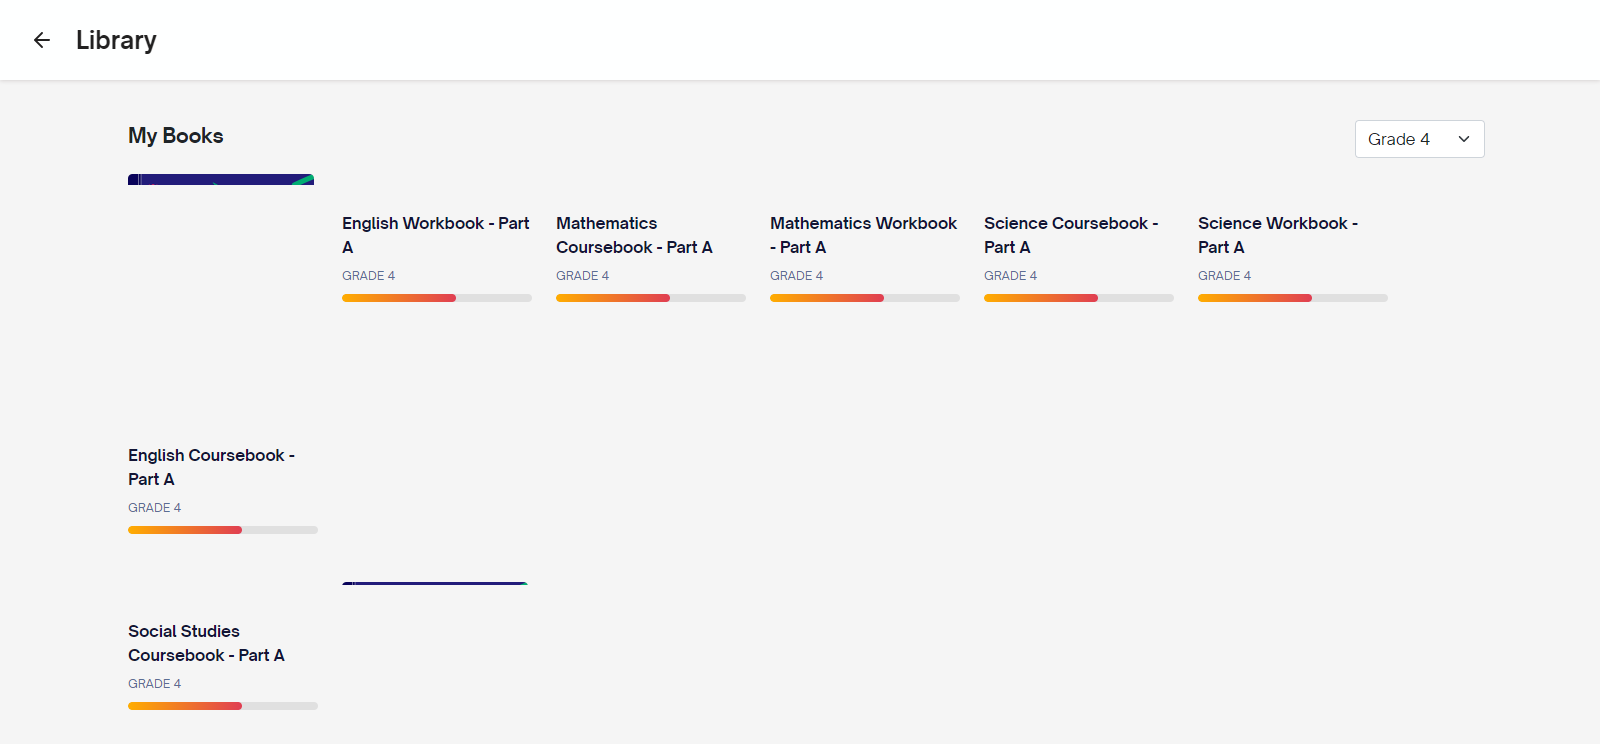 Library
My Books
Grade 4
English Workbook - Part
A
GRADE 4
Mathematics
Coursebook - Part A
GRADE 4
Mathematics Workbook
- Part A
GRADE 4
Science Coursebook -
Part A
GRADE 4
Science Workbook -
Part A
GRADE 4
English Coursebook -
Part A
GRADE 4
Social Studies
Coursebook - Part A
GRADE 4